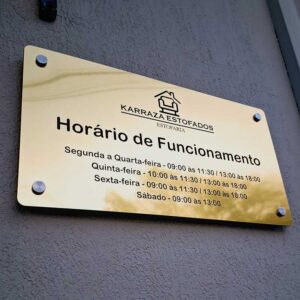 KARRAZA ESTOFADOS
ESTOFARIA
Horário de Funcionamento
Segunda a Quarta-feira - 09:00 às 11:30 / 13:00 às 18:00
Quinta-feira - 10:00 às 11:30 / 13:00 às 18:00
Sexta-feira - 09:00 às 11:30 / 13:00 às 18:00
Sábado - 09:00 às 13:00